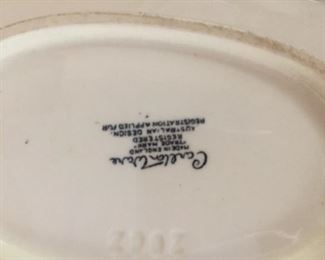 Carlton Ware
MADE IN ENGLAND
"TRADE MARK"
REGISTERED
AUSTRALIAN DESIGN
REGISTRATION APPLIED FOR